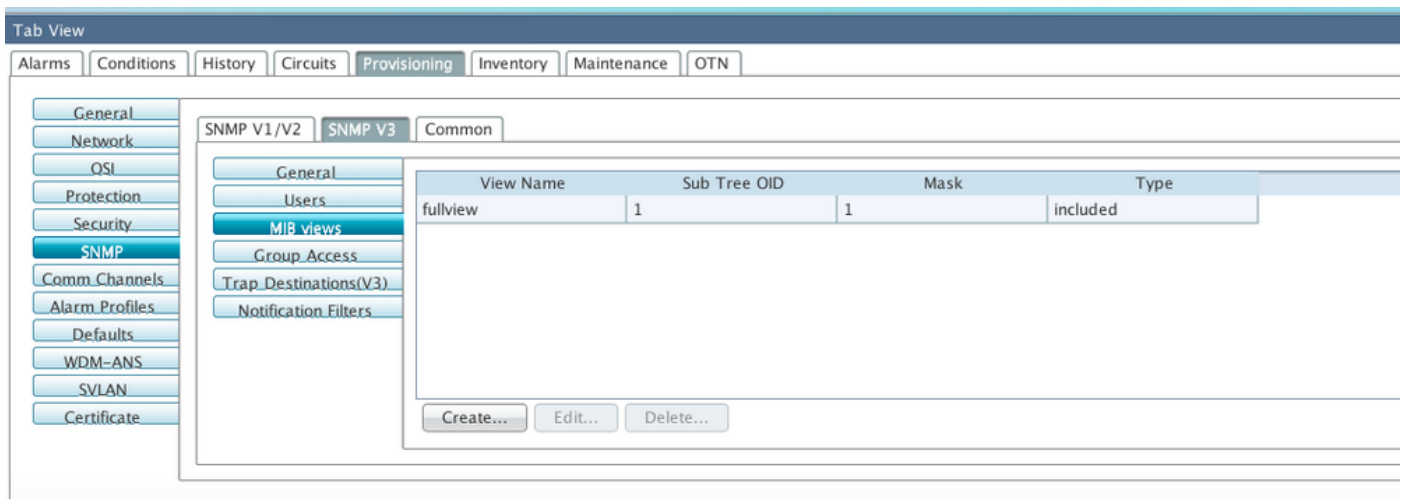 Tab View
Alarms Conditions History Circuits Provisioning Inventory Maintenance OTN
General
Network
OSI
Protection
Security
SNMP
Comm Channels
Alarm Profiles
Defaults
WDM-ANS
SVLAN
Certificate
SNMP V1/V2 SNMP V3 Common
General
Users
MIB views
Group Access
Trap Destinations(V3)
Notification Filters
View Name Sub Tree OID Mask Type
fullview 1 1 included
Create... Edit... Delete...